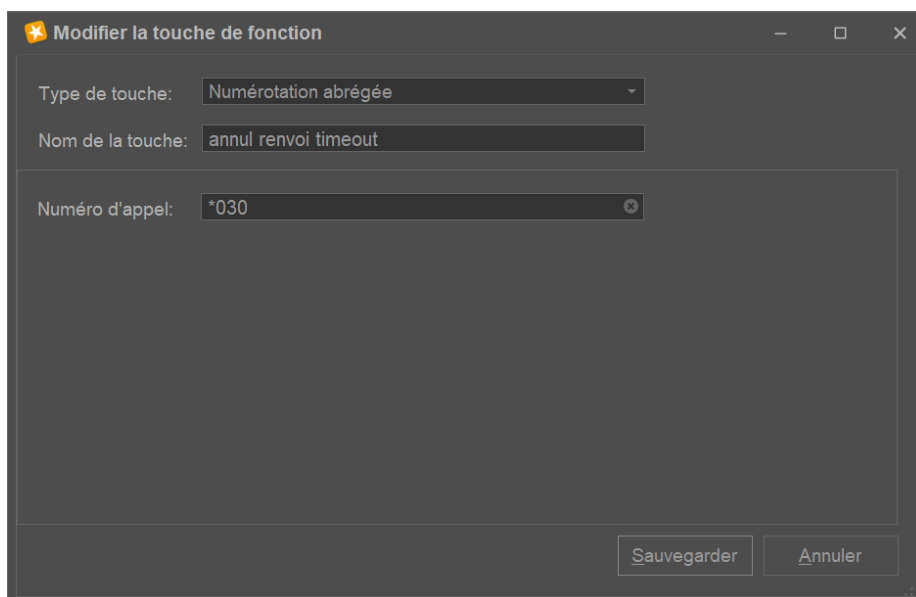 Modifier la touche de fonction
Type de touche: Numérotation abrégée
Nom de la touche: annul renvoi timeout
Numéro d'appel: *030
Sauvegarder Annuler